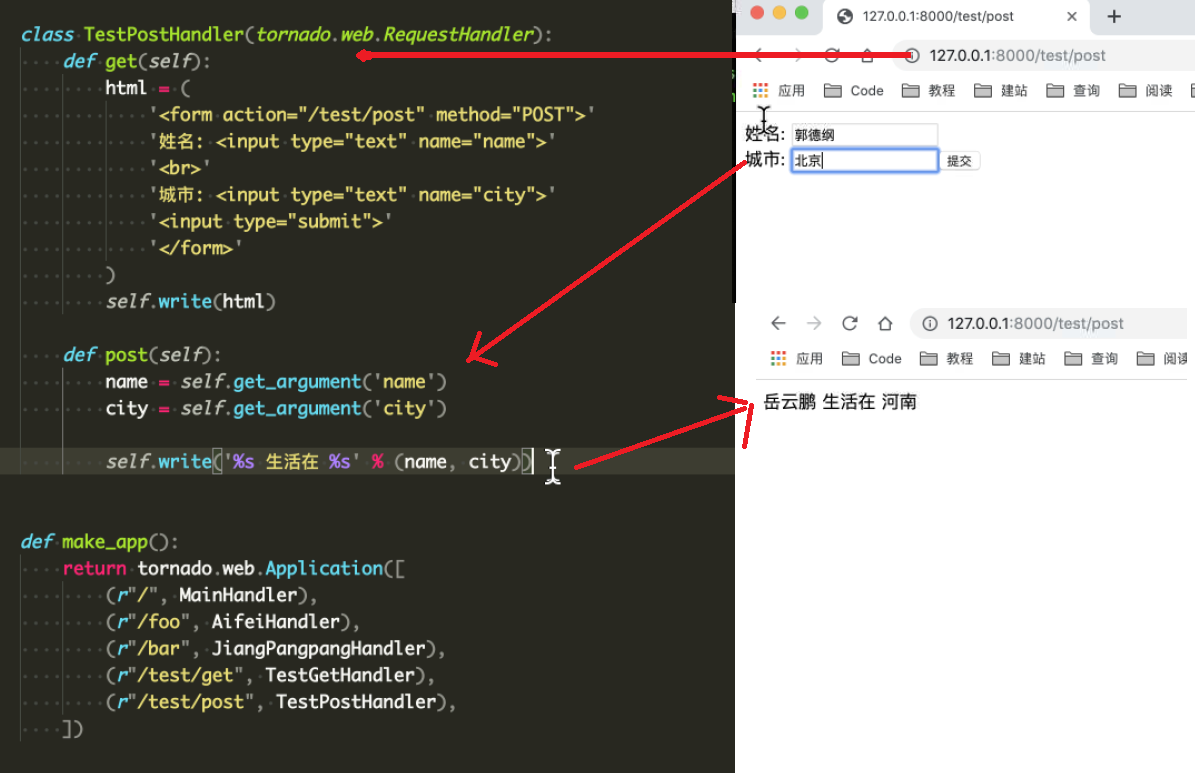 class TestPostHandler(tornado.web.RequestHandler):
def get(self):
html = (
'<form action="/test/post" method="POST">'
'姓名: <input type="text" name="name">'
'<br>'
'城市: <input type="text" name="city">'
'<input type="submit">'
'</form>'
)
self.write(html)
def post(self):
name = self.get_argument('name')
city = self.get_argument('city')
self.write('%s 生活在 %s' % (name, city))
def make_app():
return tornado.web.Application([
(r"/", MainHandler),
(r"/foo", AifeiHandler),
(r"/bar", JiangPangpangHandler),
(r"/test/get", TestGetHandler),
(r"/test/post", TestPostHandler),
])
127.0.0.1:8000/test/post
127.0.0.1:8000/test/post
应用 Code 教程 建站 查询 阅读
姓名: 郭德纲
城市: 北京 提交
127.0.0.1:8000/test/post
应用 Code 教程 建站 查询 阅读
岳云鹏 生活在 河南